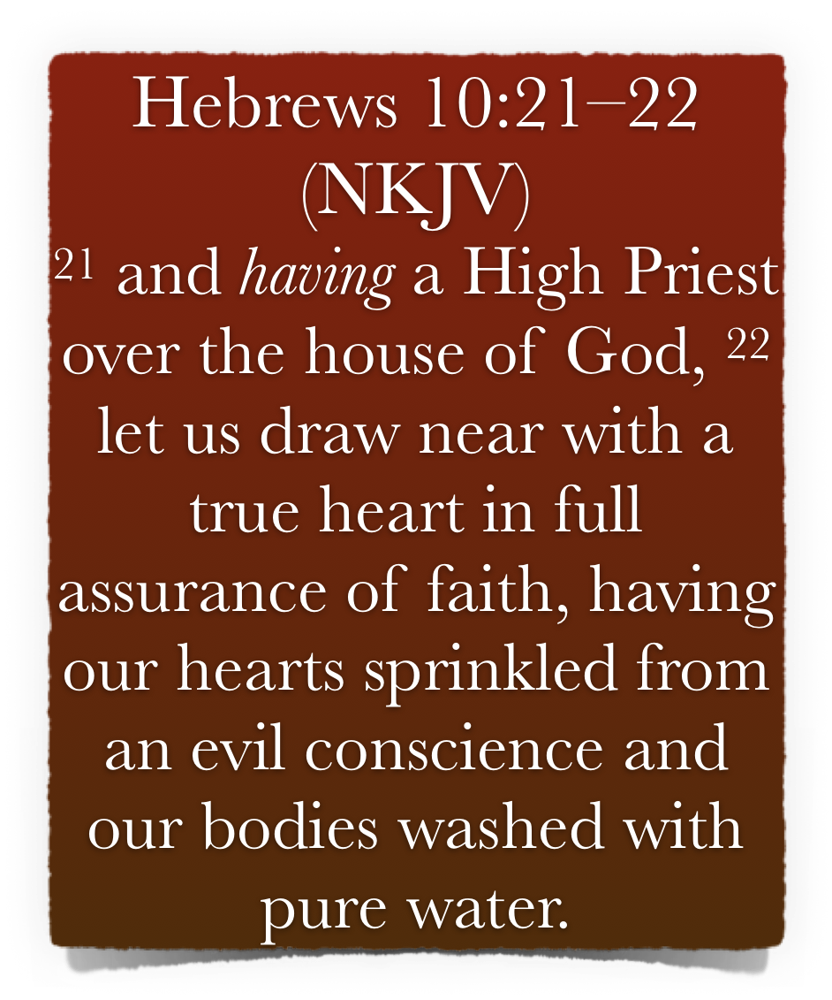 Hebrews 10:21–22
(NKJV)
21 and having a High Priest
over the house of God, 22
let us draw near with a
true heart in full
assurance of faith, having
our hearts sprinkled from
an evil conscience and
our bodies washed with
pure water.